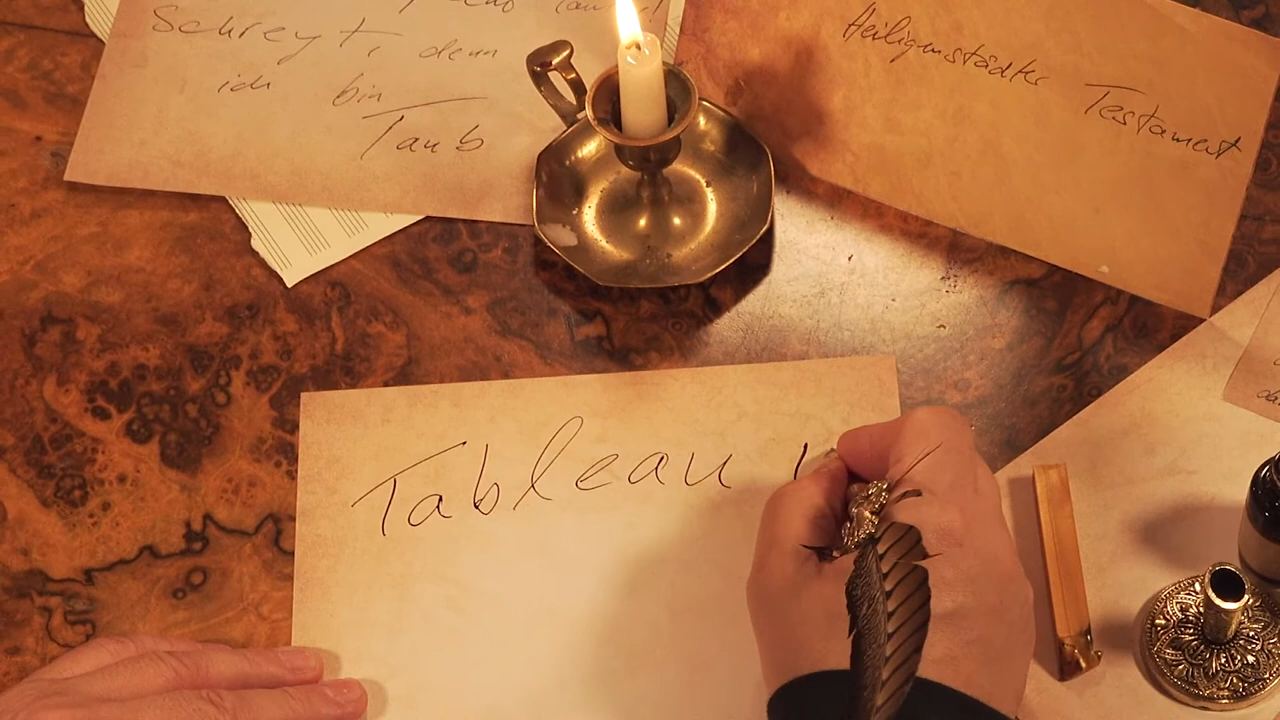 Schreyt, denn
ich bin
Taub
Heiligenstädter Testament
Tableau